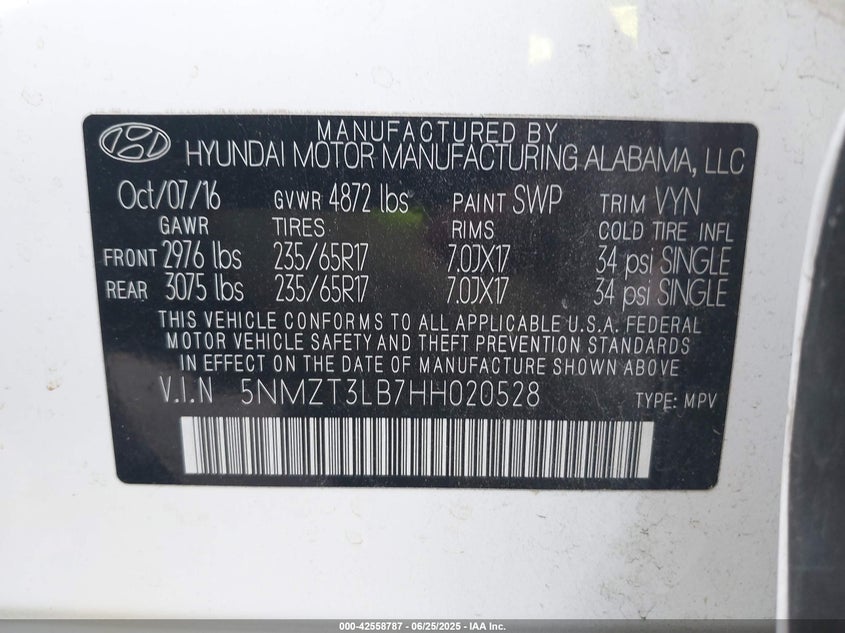 MANUFACTURED BY
HYUNDAI MOTOR MANUFACTURING ALABAMA, LLC
Oct/07/16 GVWR 4872 lbs PAINT SWP TRIM VYN
GAWR TIRES RIMS COLD TIRE INFL
FRONT 2976 lbs 235/65R17 7.0JX17 34 psi SINGLE
REAR 3075 lbs 235/65R17 7.0JX17 34 psi SINGLE
THIS VEHICLE CONFORMS TO ALL APPLICABLE U.S.A. FEDERAL
MOTOR VEHICLE SAFETY AND THEFT PREVENTION STANDARDS
IN EFFECT ON THE DATE OF MANUFACTURE SHOWN ABOVE
V.I.N 5NMZT3LB7HH020528 TYPE: MPV
000-42558787 - 06/25/2025 - IAA Inc.